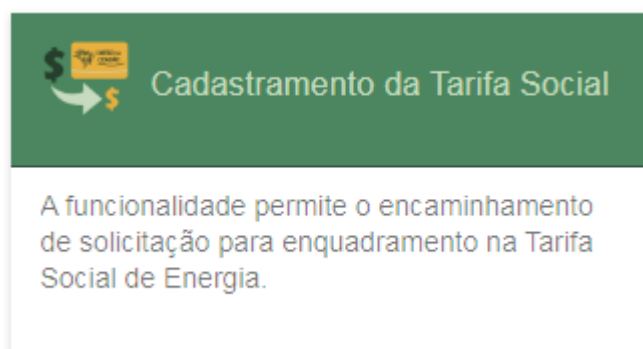 Cadastramento da Tarifa Social
A funcionalidade permite o encaminhamento
de solicitação para enquadramento na Tarifa
Social de Energia.